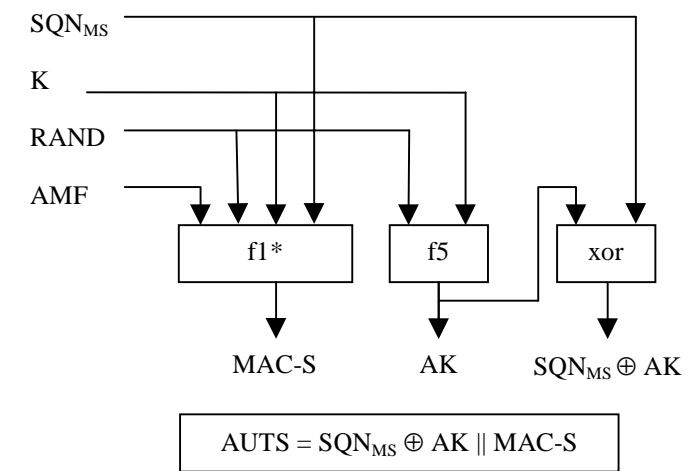 SQN_MS
K
RAND
AMF
f1* f5 xor
MAC-S AK SQN_MS ⊕ AK
AUTS = SQN_MS ⊕ AK || MAC-S